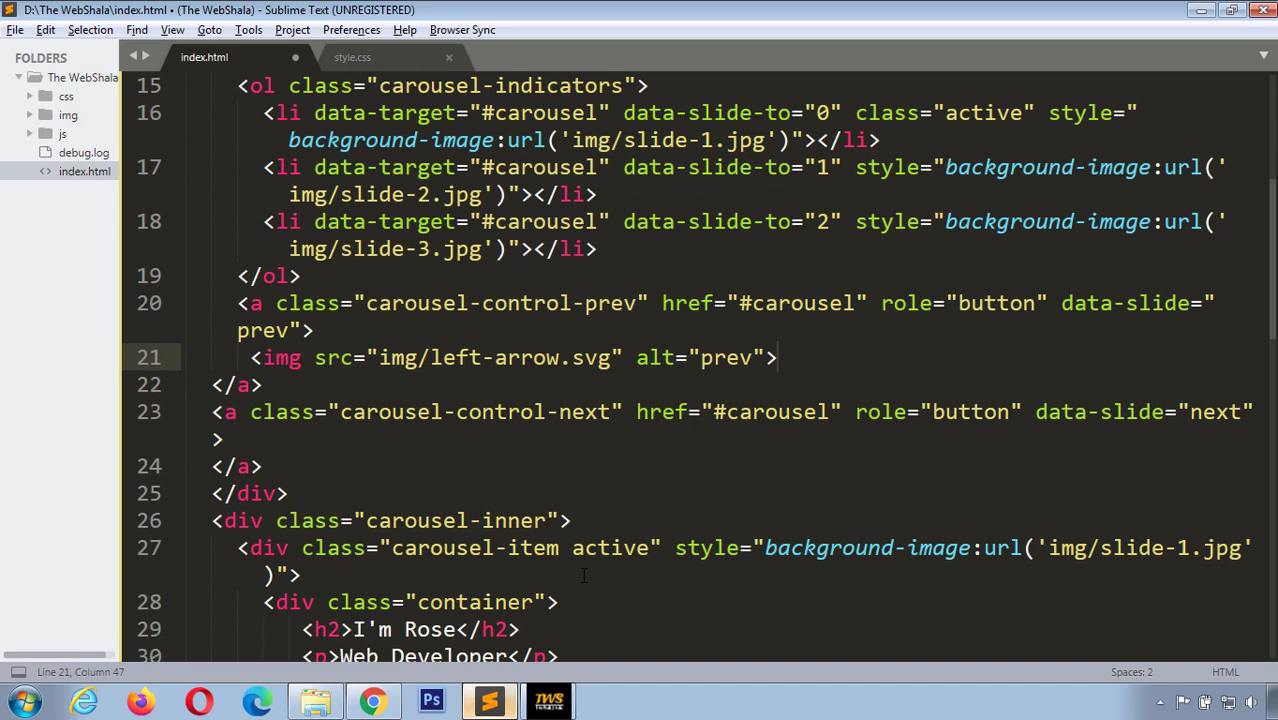 D:\The WebShala\index.html • (The WebShala) - Sublime Text (UNREGISTERED)
File Edit Selection Find View Goto Tools Project Preferences Help Browser Sync
FOLDERS
The WebShala
css
img
js
debug.log
<> index.html
index.html
style.css ×
15 <ol class="carousel-indicators">
16 <li data-target="#carousel" data-slide-to="0" class="active" style="
background-image:url('img/slide-1.jpg')"></li>
17 <li data-target="#carousel" data-slide-to="1" style="background-image:url('
img/slide-2.jpg')"></li>
18 <li data-target="#carousel" data-slide-to="2" style="background-image:url('
img/slide-3.jpg')"></li>
19 </ol>
20 <a class="carousel-control-prev" href="#carousel" role="button" data-slide="
prev">
21 <img src="img/left-arrow.svg" alt="prev">
22 </a>
23 <a class="carousel-control-next" href="#carousel" role="button" data-slide="next"
>
24 </a>
25 </div>
26 <div class="carousel-inner">
27 <div class="carousel-item active" style="background-image:url('img/slide-1.jpg'
)">
28 <div class="container">
29 <h2>I'm Rose</h2>
30 <p>Web Developer</p>
Line 21, Column 47
Spaces: 2
HTML
Ps
TWS